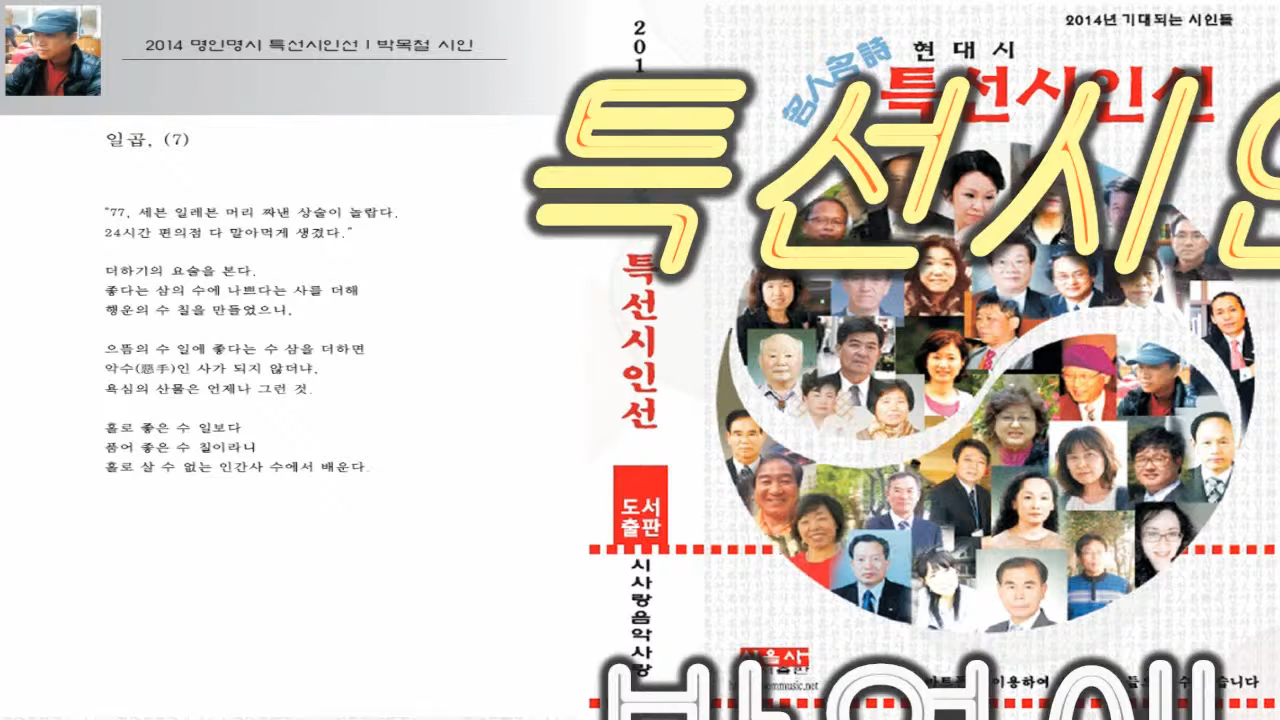 2014 명인명시 특선시인선 l 박목철 시인
일곱, (7)
"77, 세븐 일레븐 머리 짜낸 상술이 놀랍다.
24시간 편의점 다 말아먹게 생겼다."
더하기의 요술을 본다.
좋다는 삼의 수에 나쁘다는 사를 더해
행운의 수 칠을 만들었으니,
으뜸의 수 일에 좋다는 수 삼을 더하면
악수(惡手)인 사가 되지 않더냐,
욕심의 산물은 언제나 그런 것.
홀로 좋은 수 일보다
품어 좋은 수 칠이라니
홀로 살 수 없는 인간사 수에서 배운다.
201
특선시인선
도서
출판
시사랑음악사랑
2014년 기대되는 시인들
名人名詩
현대시
특선시인선
특선시인
이용하여